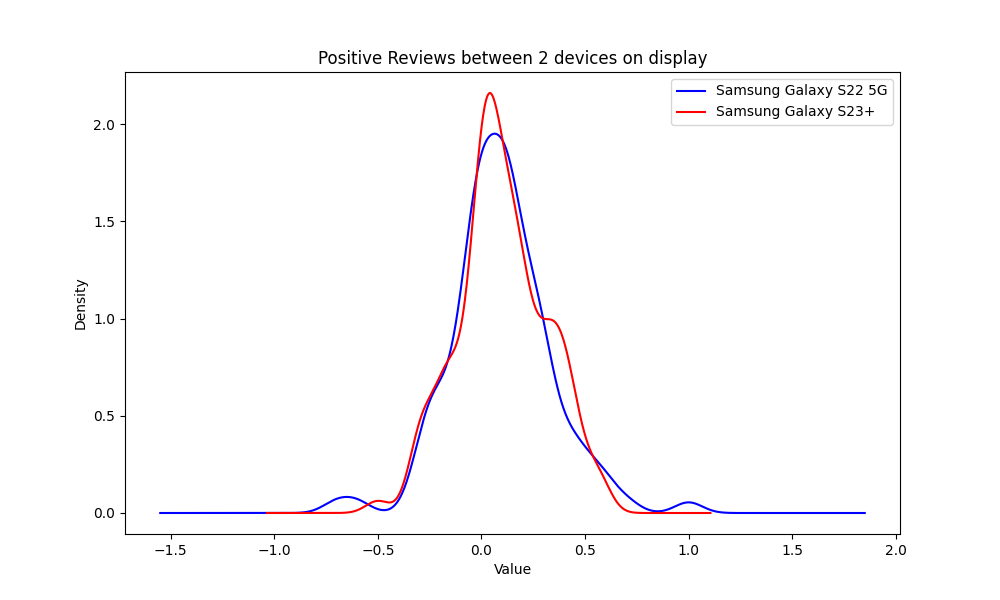 Positive Reviews between 2 devices on display
Samsung Galaxy S22 5G
Samsung Galaxy S23+
2.0
1.5
1.0
0.5
0.0
Density
−1.5 −1.0 −0.5 0.0 0.5 1.0 1.5 2.0
Value